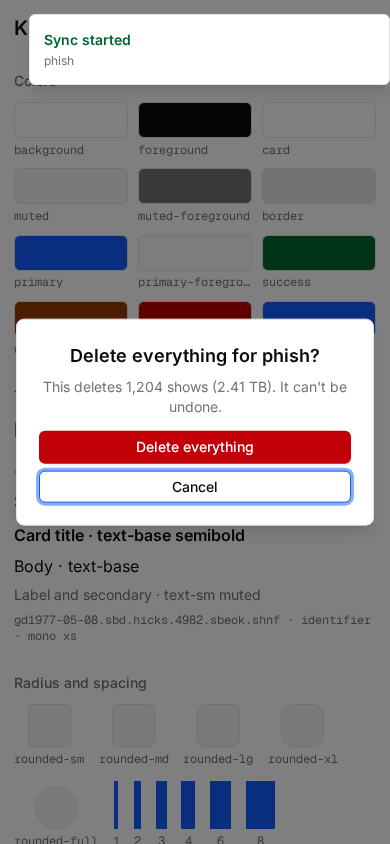 K
Sync started
phish
background
foreground
card
muted
muted-foreground
border
primary
primary-foregro…
success
Delete everything for phish?
This deletes 1,204 shows (2.41 TB). It can't be
undone.
Delete everything
Cancel
Card title · text-base semibold
Body · text-base
Label and secondary · text-sm muted
gd1977-05-08.sbd.hicks.4982.sbeok.shnf · identifier
· mono xs
Radius and spacing
rounded-sm
rounded-md
rounded-lg
rounded-xl
rounded-full
1
2
3
4
6
8